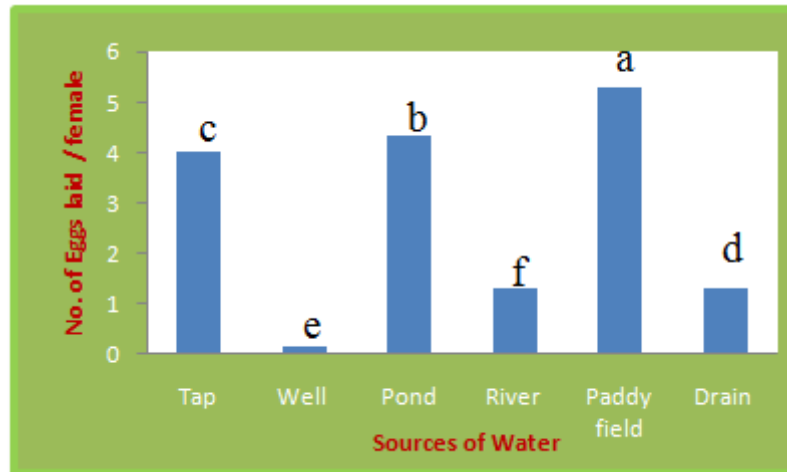 No. of Eggs laid / female
6
5
4
3
2
1
0
c
e
b
f
a
d
Tap
Well
Pond
River
Paddy
field
Drain
Sources of Water